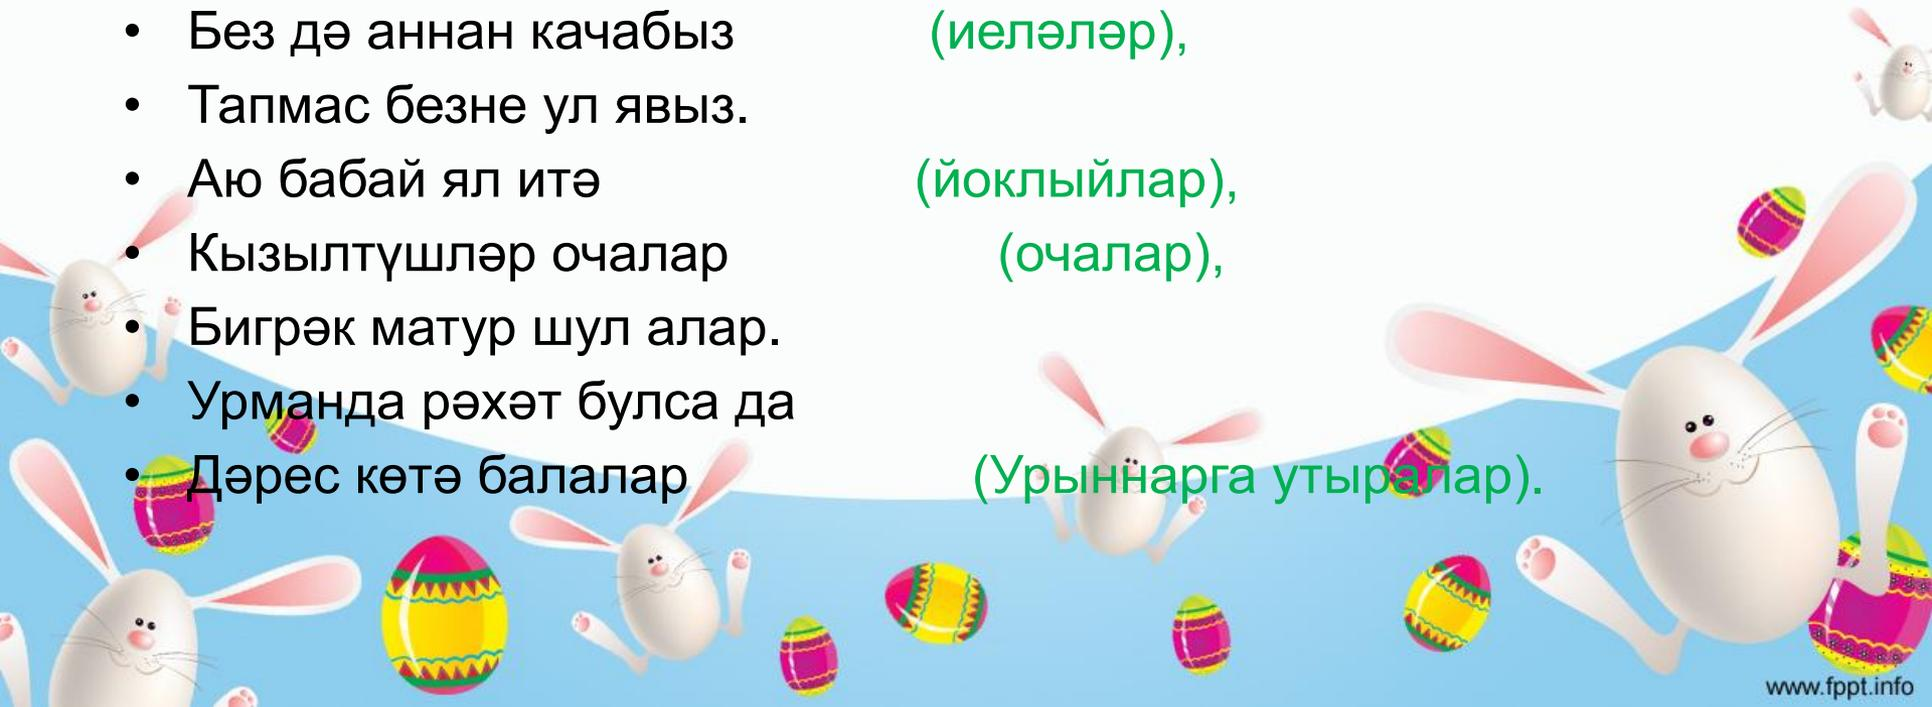 • Без дә аннан качабыз (иеләләр),
• Тапмас безне ул явыз.
• Аю бабай ял итә (йоклыйлар),
• Кызылтүшләр очалар (очалар),
• Бигрәк матур шул алар.
• Урманда рәхәт булса да
• Дәрес көтә балалар (Урыннарга утыралар).
www.fppt.info